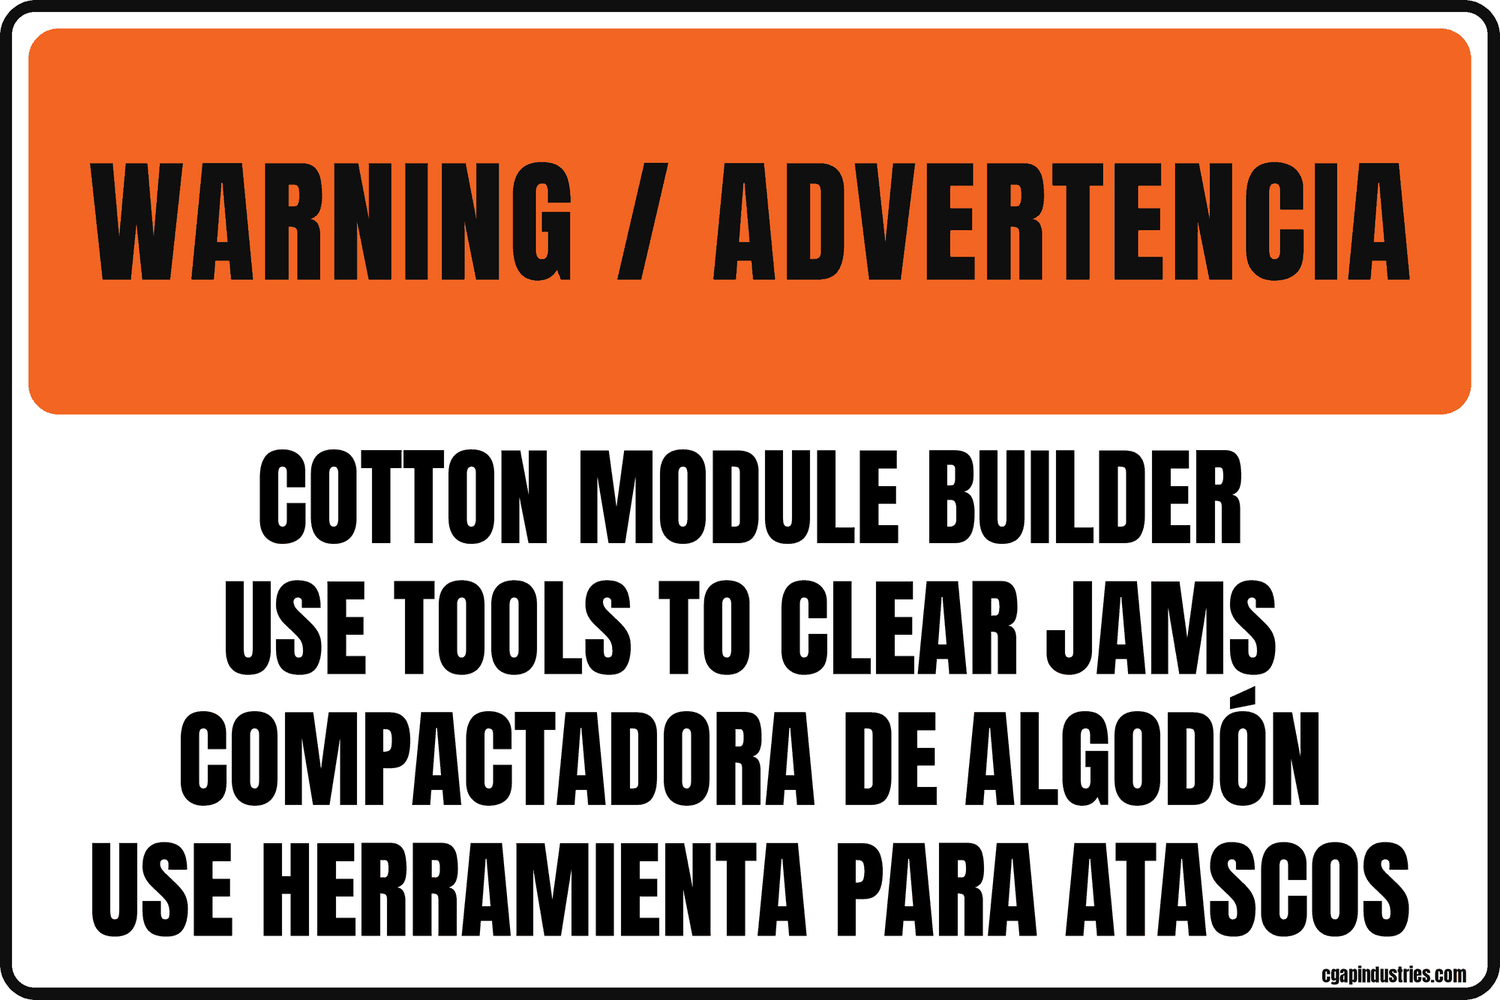 WARNING / ADVERTENCIA
COTTON MODULE BUILDER
USE TOOLS TO CLEAR JAMS
COMPACTADORA DE ALGODÓN
USE HERRAMIENTA PARA ATASCOS
cgapindustries.com